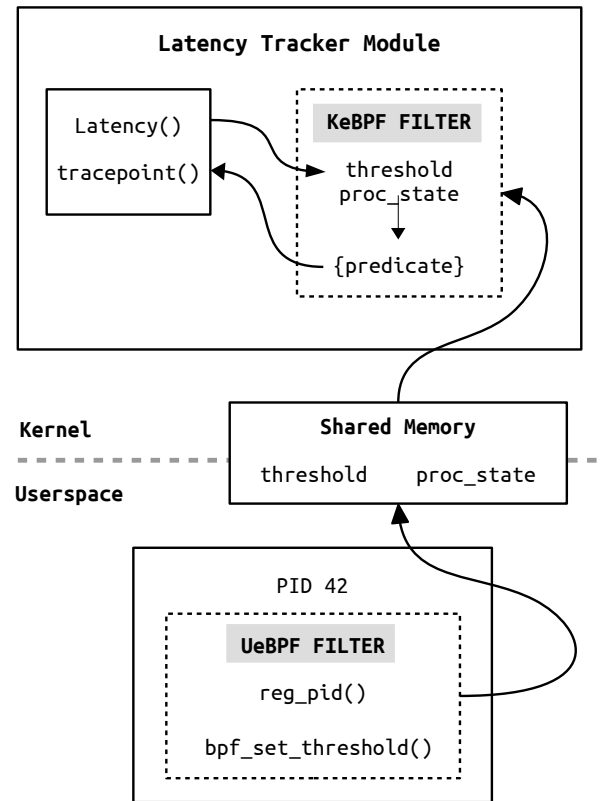 Latency Tracker Module
Latency()
tracepoint()
KeBPF FILTER
threshold
proc_state
{predicate}
Kernel
Userspace
Shared Memory
threshold proc_state
PID 42
UeBPF FILTER
reg_pid()
bpf_set_threshold()